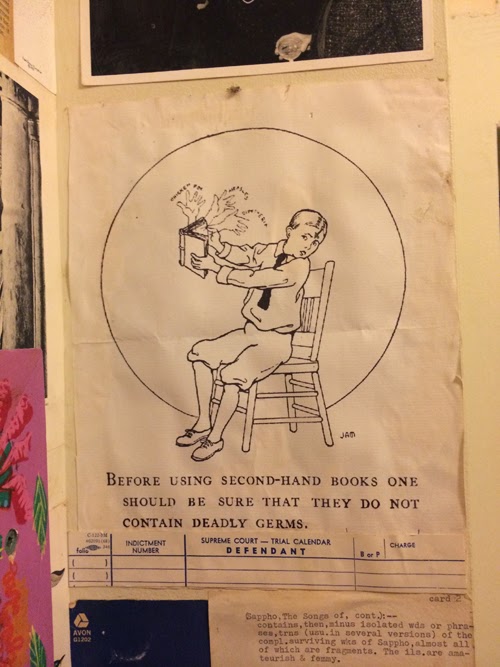 JAM
BEFORE USING SECOND-HAND BOOKS ONE
SHOULD BE SURE THAT THEY DO NOT
CONTAIN DEADLY GERMS.
folio
INDICTMENT
NUMBER
SUPREME COURT — TRIAL CALENDAR
DEFENDANT
B or P
CHARGE
( )
( )
AVON
G1202
card 2
Sappho,The Songs of, cont.):--
contains,then,minus isolated wds or phra-
ses,trns (usu.in several versions) of the
compl.surviving wks of Sappho,almost all
of which are fragments. The ils.are ama-
teurish & femmy.